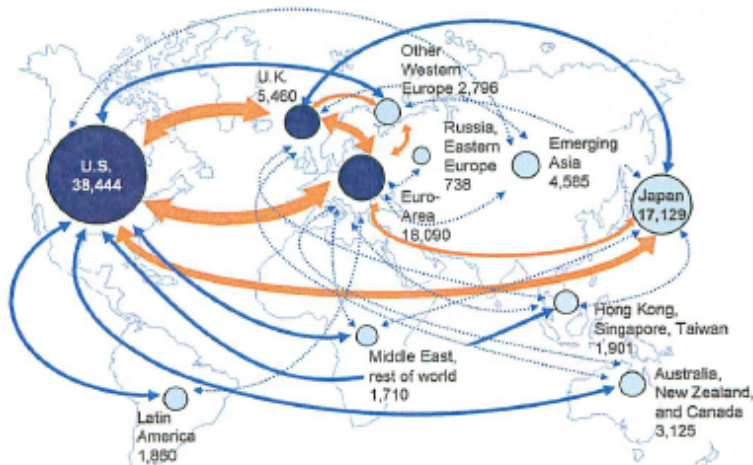 U.S.
38,444
U.K.
5,460
Other
Western
Europe 2,796
Russia,
Eastern
Europe
738
Emerging
Asia
4,585
Japan
17,129
Euro-
Area
18,090
Hong Kong,
Singapore, Taiwan
1,901
Middle East,
rest of world
1,710
Australia,
New Zealand,
and Canada
3,125
Latin
America